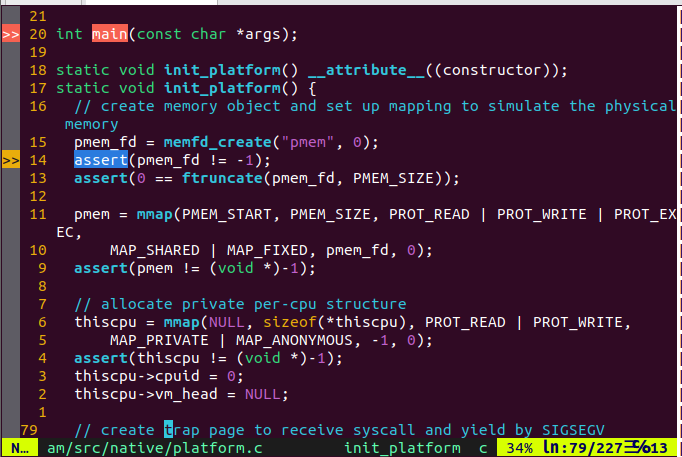 21
>> 20 int main(const char *args);
19
18 static void init_platform() __attribute__((constructor));
17 static void init_platform() {
16 // create memory object and set up mapping to simulate the physical
memory
15 pmem_fd = memfd_create("pmem", 0);
>> 14 assert(pmem_fd != -1);
13 assert(0 == ftruncate(pmem_fd, PMEM_SIZE));
12
11 pmem = mmap(PMEM_START, PMEM_SIZE, PROT_READ | PROT_WRITE | PROT_EX
EC,
10 MAP_SHARED | MAP_FIXED, pmem_fd, 0);
9 assert(pmem != (void *)-1);
8
7 // allocate private per-cpu structure
6 thiscpu = mmap(NULL, sizeof(*thiscpu), PROT_READ | PROT_WRITE,
5 MAP_PRIVATE | MAP_ANONYMOUS, -1, 0);
4 assert(thiscpu != (void *)-1);
3 thiscpu->cpuid = 0;
2 thiscpu->vm_head = NULL;
1
79 // create trap page to receive syscall and yield by SIGSEGV
N… am/src/native/platform.c init_platform c 34% ln:79/227